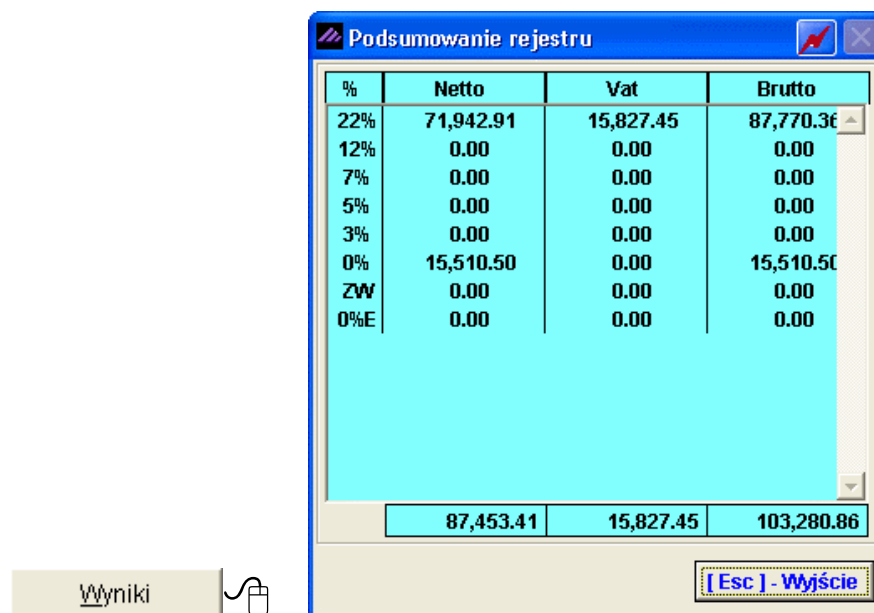 Podsumowanie rejestru
% Netto Vat Brutto
22% 71,942.91 15,827.45 87,770.36
12% 0.00 0.00 0.00
7% 0.00 0.00 0.00
5% 0.00 0.00 0.00
3% 0.00 0.00 0.00
0% 15,510.50 0.00 15,510.50
ZW 0.00 0.00 0.00
0%E 0.00 0.00 0.00
87,453.41 15,827.45 103,280.86
[ Esc ] - Wyjście
Wyniki